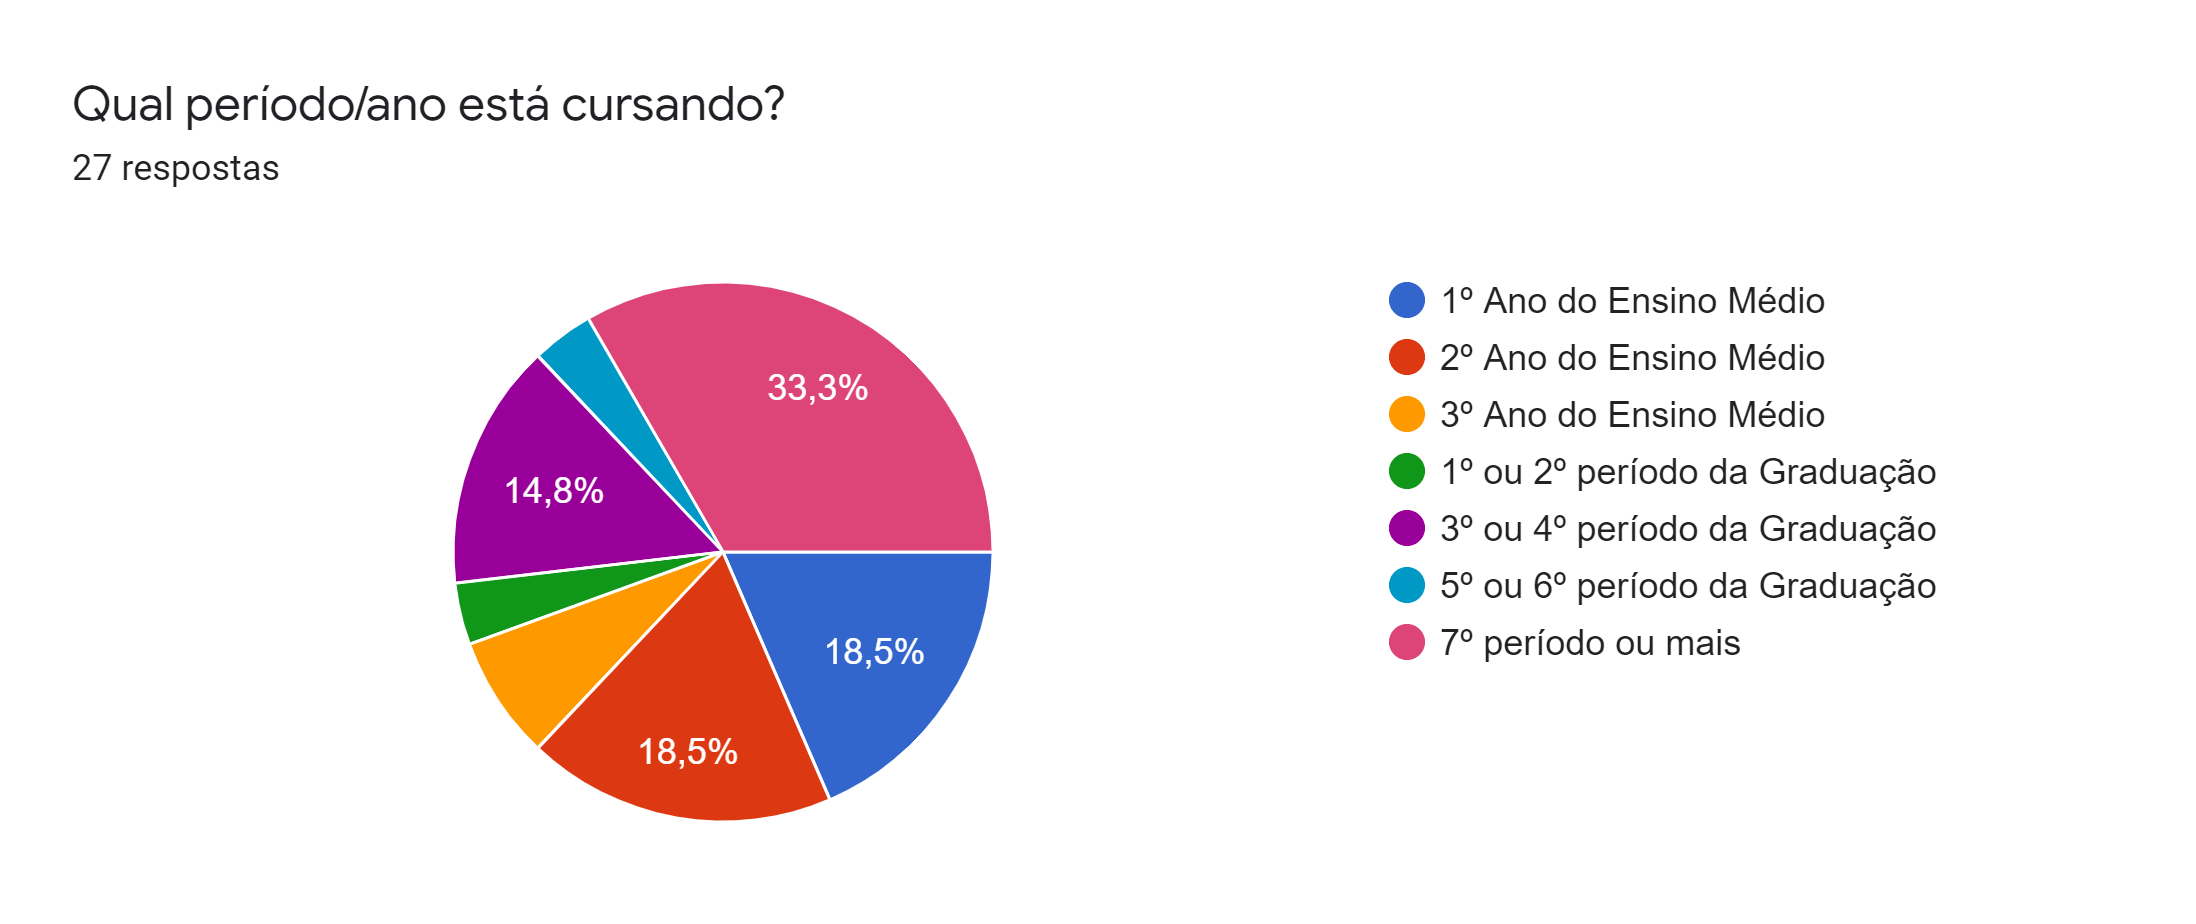 Qual período/ano está cursando?
27 respostas
33,3%
14,8%
18,5%
18,5%
1º Ano do Ensino Médio
2º Ano do Ensino Médio
3º Ano do Ensino Médio
1º ou 2º período da Graduação
3º ou 4º período da Graduação
5º ou 6º período da Graduação
7º período ou mais